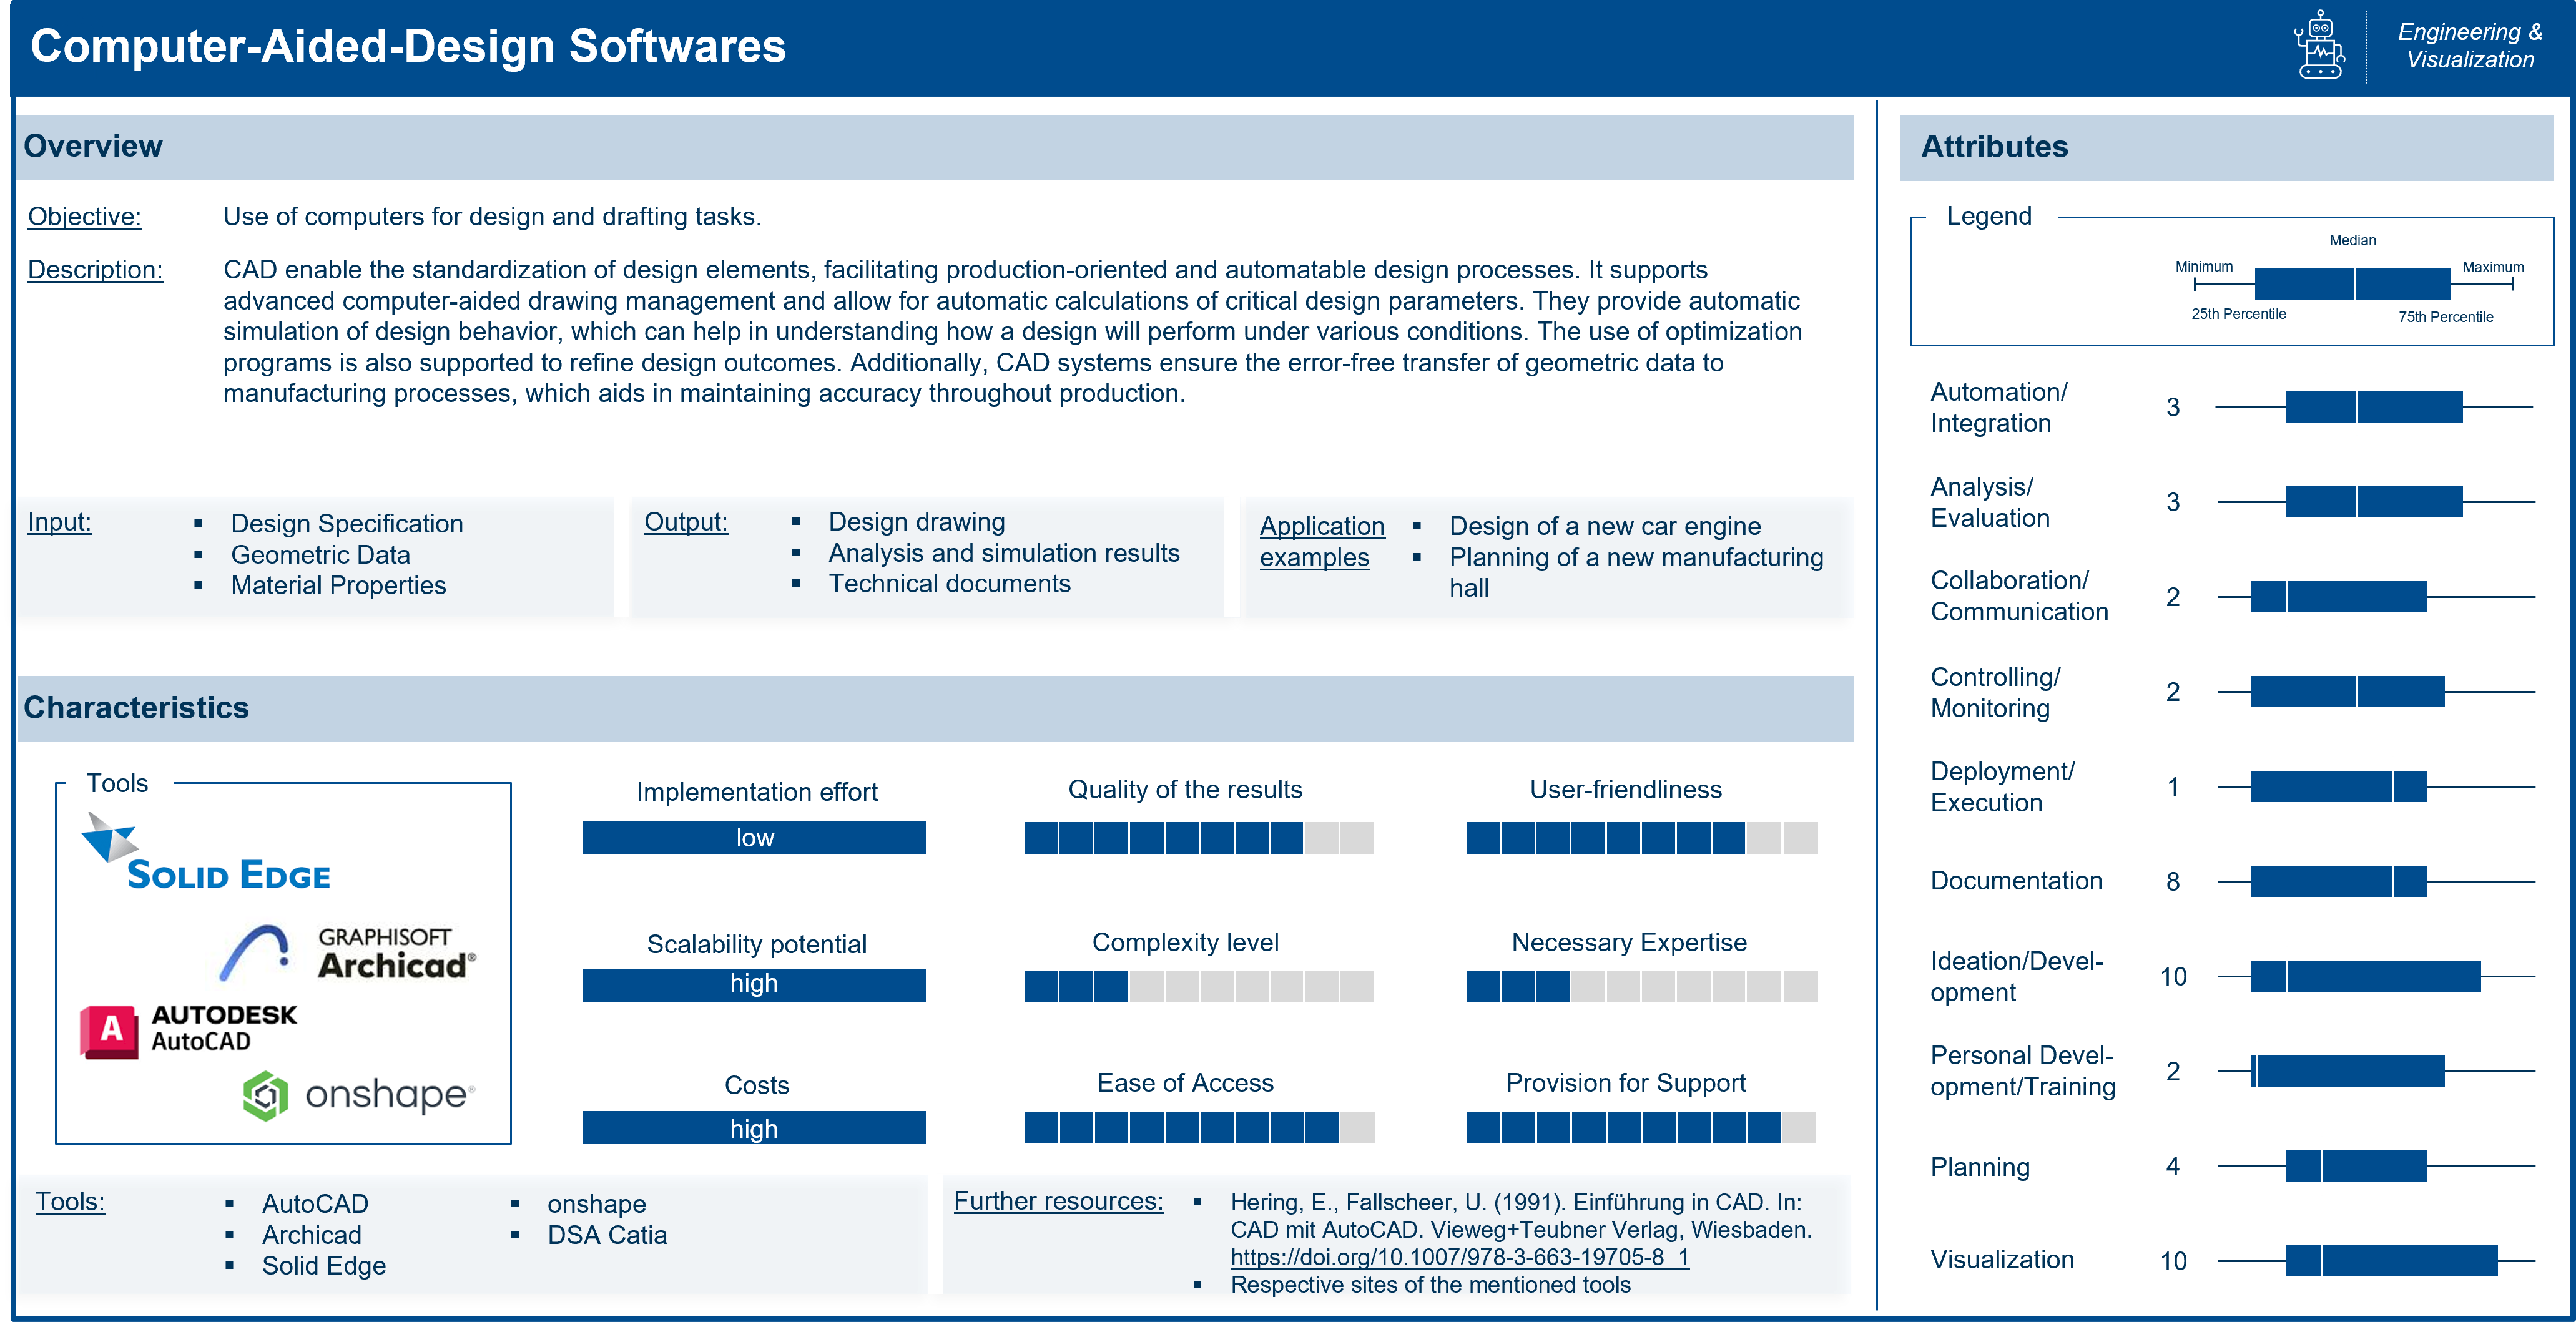 Computer-Aided-Design Softwares
Engineering &
Visualization
Overview
Objective:
Use of computers for design and drafting tasks.
Description:
CAD enable the standardization of design elements, facilitating production-oriented and automatable design processes. It supports
advanced computer-aided drawing management and allow for automatic calculations of critical design parameters. They provide automatic
simulation of design behavior, which can help in understanding how a design will perform under various conditions. The use of optimization
programs is also supported to refine design outcomes. Additionally, CAD systems ensure the error-free transfer of geometric data to
manufacturing processes, which aids in maintaining accuracy throughout production.
Input:
▪ Design Specification
▪ Geometric Data
▪ Material Properties
Output:
▪ Design drawing
▪ Analysis and simulation results
▪ Technical documents
Application
examples
▪ Design of a new car engine
▪ Planning of a new manufacturing
hall
Characteristics
Tools
SOLID EDGE
GRAPHISOFT
Archicad®
A
AUTODESK
AutoCAD
onshape®
Implementation effort
low
Quality of the results
User-friendliness
Scalability potential
high
Complexity level
Necessary Expertise
Costs
high
Ease of Access
Provision for Support
Tools:
▪ AutoCAD
▪ Archicad
▪ Solid Edge
▪ onshape
▪ DSA Catia
Further resources:
▪ Hering, E., Fallscheer, U. (1991). Einführung in CAD. In:
CAD mit AutoCAD. Vieweg+Teubner Verlag, Wiesbaden.
https://doi.org/10.1007/978-3-663-19705-8_1
▪ Respective sites of the mentioned tools
Attributes
Legend
Median
Minimum
Maximum
25th Percentile
75th Percentile
Automation/
Integration
3
Analysis/
Evaluation
3
Collaboration/
Communication
2
Controlling/
Monitoring
2
Deployment/
Execution
1
Documentation
8
Ideation/Devel-
opment
10
Personal Devel-
opment/Training
2
Planning
4
Visualization
10